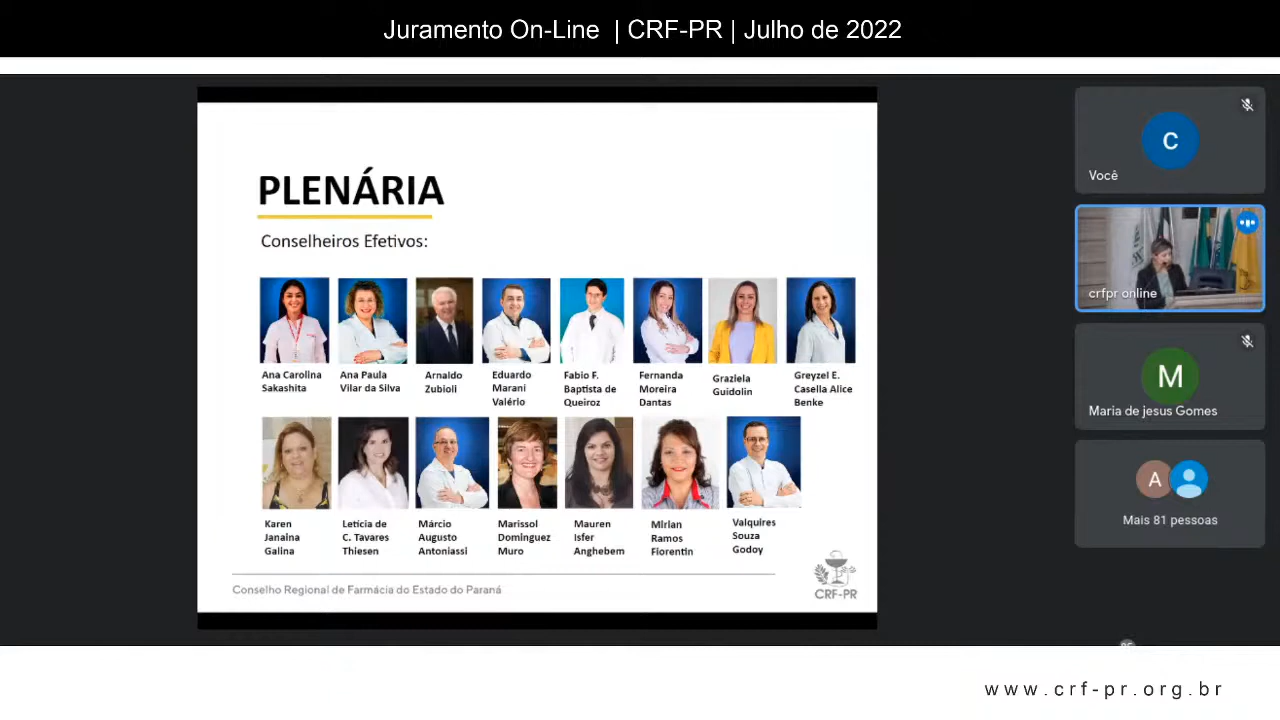 Juramento On-Line | CRF-PR | Julho de 2022
PLENÁRIA
Conselheiros Efetivos:
Ana Carolina
Sakashita
Ana Paula
Vilar da Silva
Arnaldo
Zubioli
Eduardo
Marani
Valério
Fabio F.
Baptista de
Queiroz
Fernanda
Moreira
Dantas
Graziela
Guidolin
Greyzel E.
Casella Alice
Benke
Karen
Janaina
Galina
Letícia de
C. Tavares
Thiesen
Márcio
Augusto
Antoniassi
Marissol
Dominguez
Muro
Mauren
Isfer
Anghebem
Mirian
Ramos
Fiorentin
Valquires
Souza
Godoy
Conselho Regional de Farmácia do Estado do Paraná
CRF-PR
C
Você
crfpr online
M
Maria de jesus Gomes
A
Mais 81 pessoas
www.crf-pr.org.br